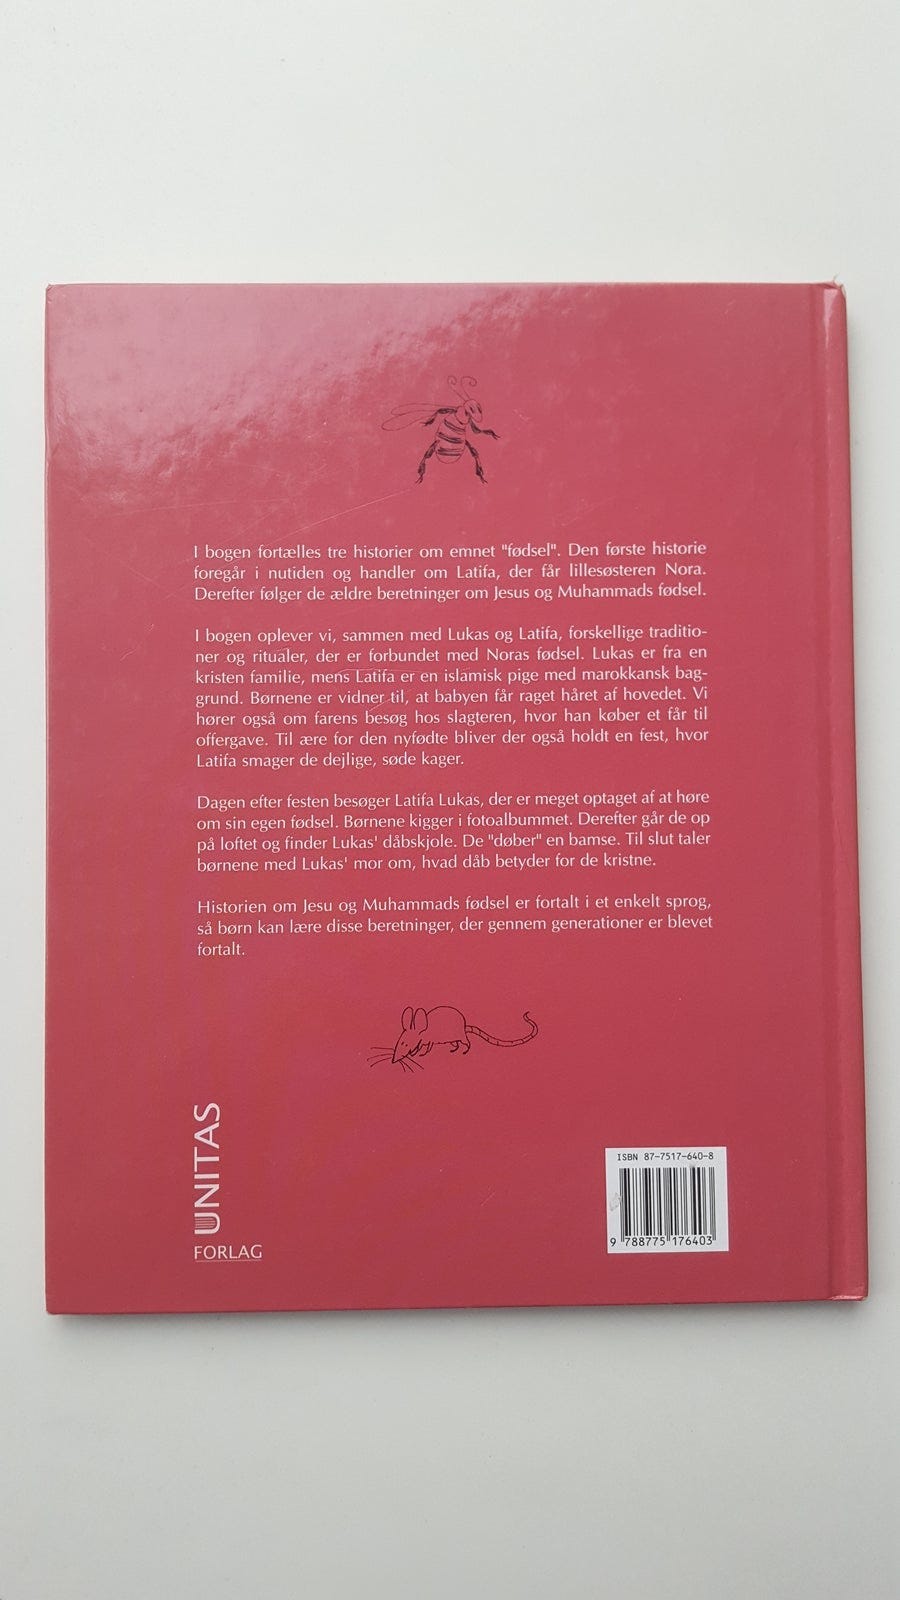 I bogen fortælles tre historier om emnet "fødsel". Den første historie
foregår i nutiden og handler om Latifa, der får lillesøsteren Nora.
Derefter følger de ældre beretninger om Jesus og Muhammads fødsel.
I bogen oplever vi, sammen med Lukas og Latifa, forskellige traditio-
ner og ritualer, der er forbundet med Noras fødsel. Lukas er fra en
kristen familie, mens Latifa er en islamisk pige med marokkansk bag-
grund. Børnene er vidner til, at babyen får raget håret af hovedet. Vi
hører også om farens besøg hos slagteren, hvor han køber et får til
offergave. Til ære for den nyfødte bliver der også holdt en fest, hvor
Latifa smager de dejlige, søde kager.
Dagen efter festen besøger Latifa Lukas, der er meget optaget af at høre
om sin egen fødsel. Børnene kigger i fotoalbummet. Derefter går de op
på loftet og finder Lukas' dåbskjole. De "døber" en bamse. Til slut taler
børnene med Lukas' mor om, hvad dåb betyder for de kristne.
Historien om Jesu og Muhammads fødsel er fortalt i et enkelt sprog,
så børn kan lære disse beretninger, der gennem generationer er blevet
fortalt.
UNITAS
FORLAG
ISBN 87-7517-640-8
9 788775 176403